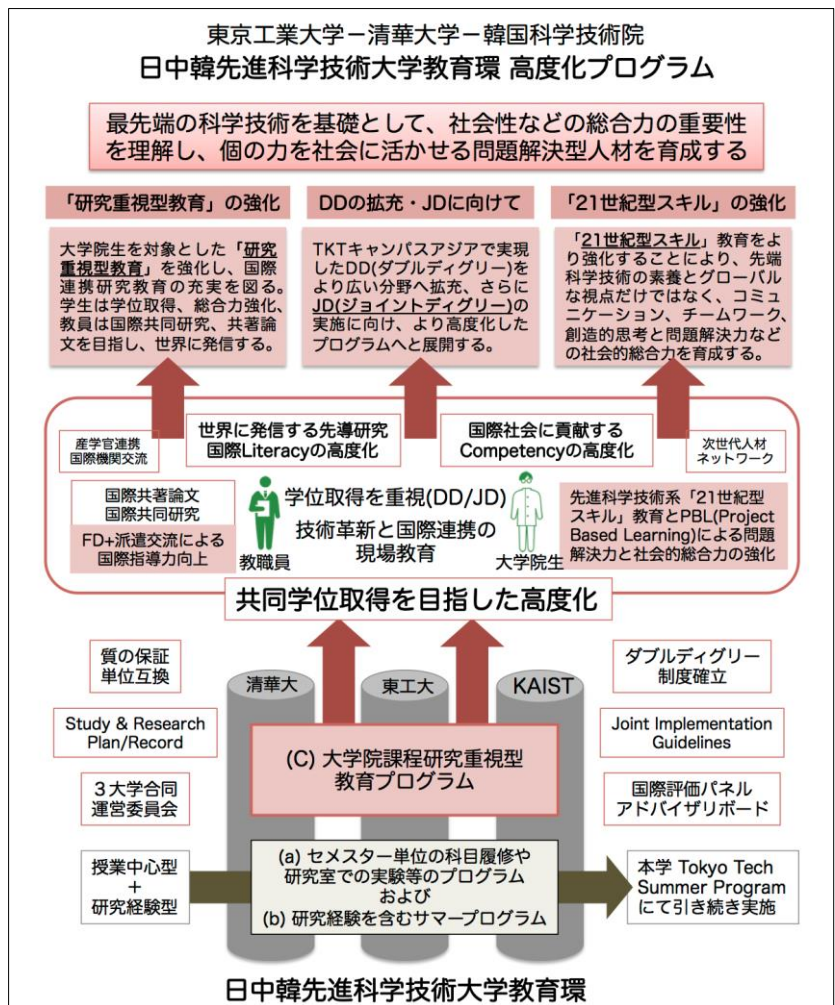 東京工業大学－清華大学－韓国科学技術院
日中韓先進科学技術大学教育環 高度化プログラム
最先端の科学技術を基礎として、社会性などの総合力の重要性
を理解し、個の力を社会に活かせる問題解決型人材を育成する
「研究重視型教育」の強化
大学院生を対象とした「研究
重視型教育」を強化し、国際
連携研究教育の充実を図る。
学生は学位取得、総合力強化、
教員は国際共同研究、共著論
文を目指し、世界に発信する。
DDの拡充・JDに向けて
TKTキャンパスアジアで実現
したDD(ダブルディグリー)を
より広い分野へ拡充、さらに
JD(ジョイントディグリー)の
実施に向け、より高度化した
プログラムへと展開する。
「21世紀型スキル」の強化
「21世紀型スキル」教育をよ
り強化することにより、先端
科学技術の素養とグローバル
な視点だけではなく、コミュ
ニケーション、チームワーク、
創造的思考と問題解決力など
の社会的総合力を育成する。
産学官連携
国際機関交流
世界に発信する先導研究
国際Literacyの高度化
国際社会に貢献する
Competencyの高度化
次世代人材
ネットワーク
国際共著論文
国際共同研究
FD+派遣交流による
国際指導力向上
学位取得を重視(DD/JD)
技術革新と国際連携の
現場教育
教職員
大学院生
先進科学技術系「21世紀型
スキル」教育とPBL(Project
Based Learning)による問題
解決力と社会的総合力の強化
共同学位取得を目指した高度化
質の保証
単位互換
Study & Research
Plan/Record
３大学合同
運営委員会
授業中心型
＋
研究経験型
清華大
東工大
KAIST
(C) 大学院課程研究重視型
教育プログラム
(a) セメスター単位の科目履修や
研究室での実験等のプログラム
および
(b) 研究経験を含むサマープログラム
ダブルディグリー
制度確立
Joint Implementation
Guidelines
国際評価パネル
アドバイザリボード
本学 Tokyo Tech
Summer Program
にて引き続き実施
日中韓先進科学技術大学教育環